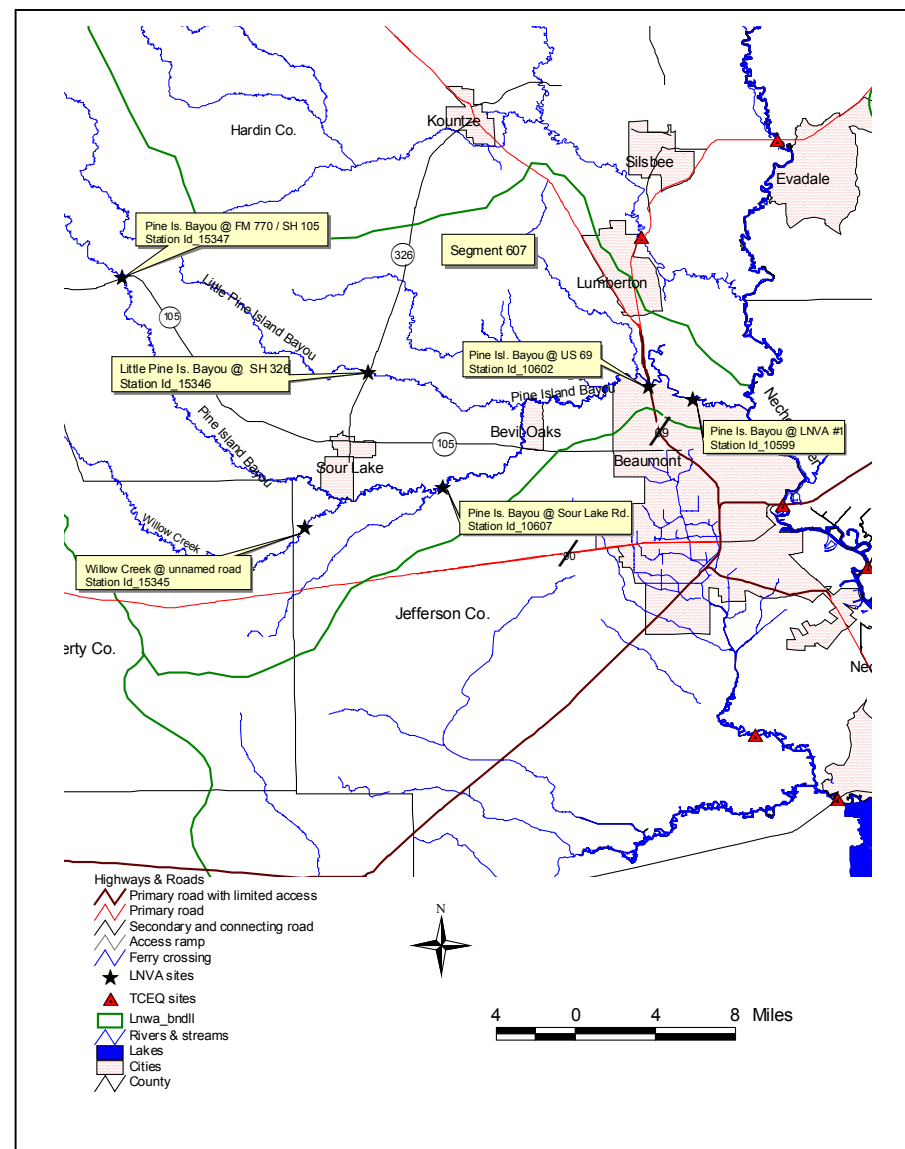 Kountze
Hardin Co.
Silsbee
Evadale
Pine Is. Bayou @ FM 770 / SH 105
Station Id_15347
326
Segment 607
Lumberton
Little Pine Island Bayou
105
Pine Isl. Bayou @ US 69
Station Id_10602
Little Pine Is. Bayou @ SH 326
Station Id_15346
Pine Island Bayou
Pine Island Bayou
Bevil Oaks
Pine Is. Bayou @ LNVA #1
Station Id_10599
69
105
Beaumont
Sour Lake
Pine Is. Bayou @ Sour Lake Rd.
Station Id_10607
Willow Creek
90
Willow Creek @ unnamed road
Station Id_15345
Jefferson Co.
erty Co.
Highways & Roads
Primary road with limited access
Primary road
Secondary and connecting road
Access ramp
Ferry crossing
LNVA sites
TCEQ sites
Lnwa_bndll
Rivers & streams
Lakes
Cities
County
N
4 0 4 8 Miles